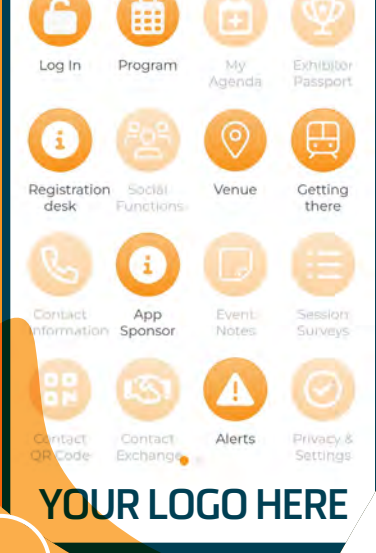 Log In
Program
My
Agenda
Exhibitor
Passport
Registration
desk
Social
Functions
Venue
Getting
there
Contact
Information
App
Sponsor
Event
Notes
Session
Surveys
Contact
QR Code
Contact
Exchange
Alerts
Privacy &
Settings
YOUR LOGO HERE